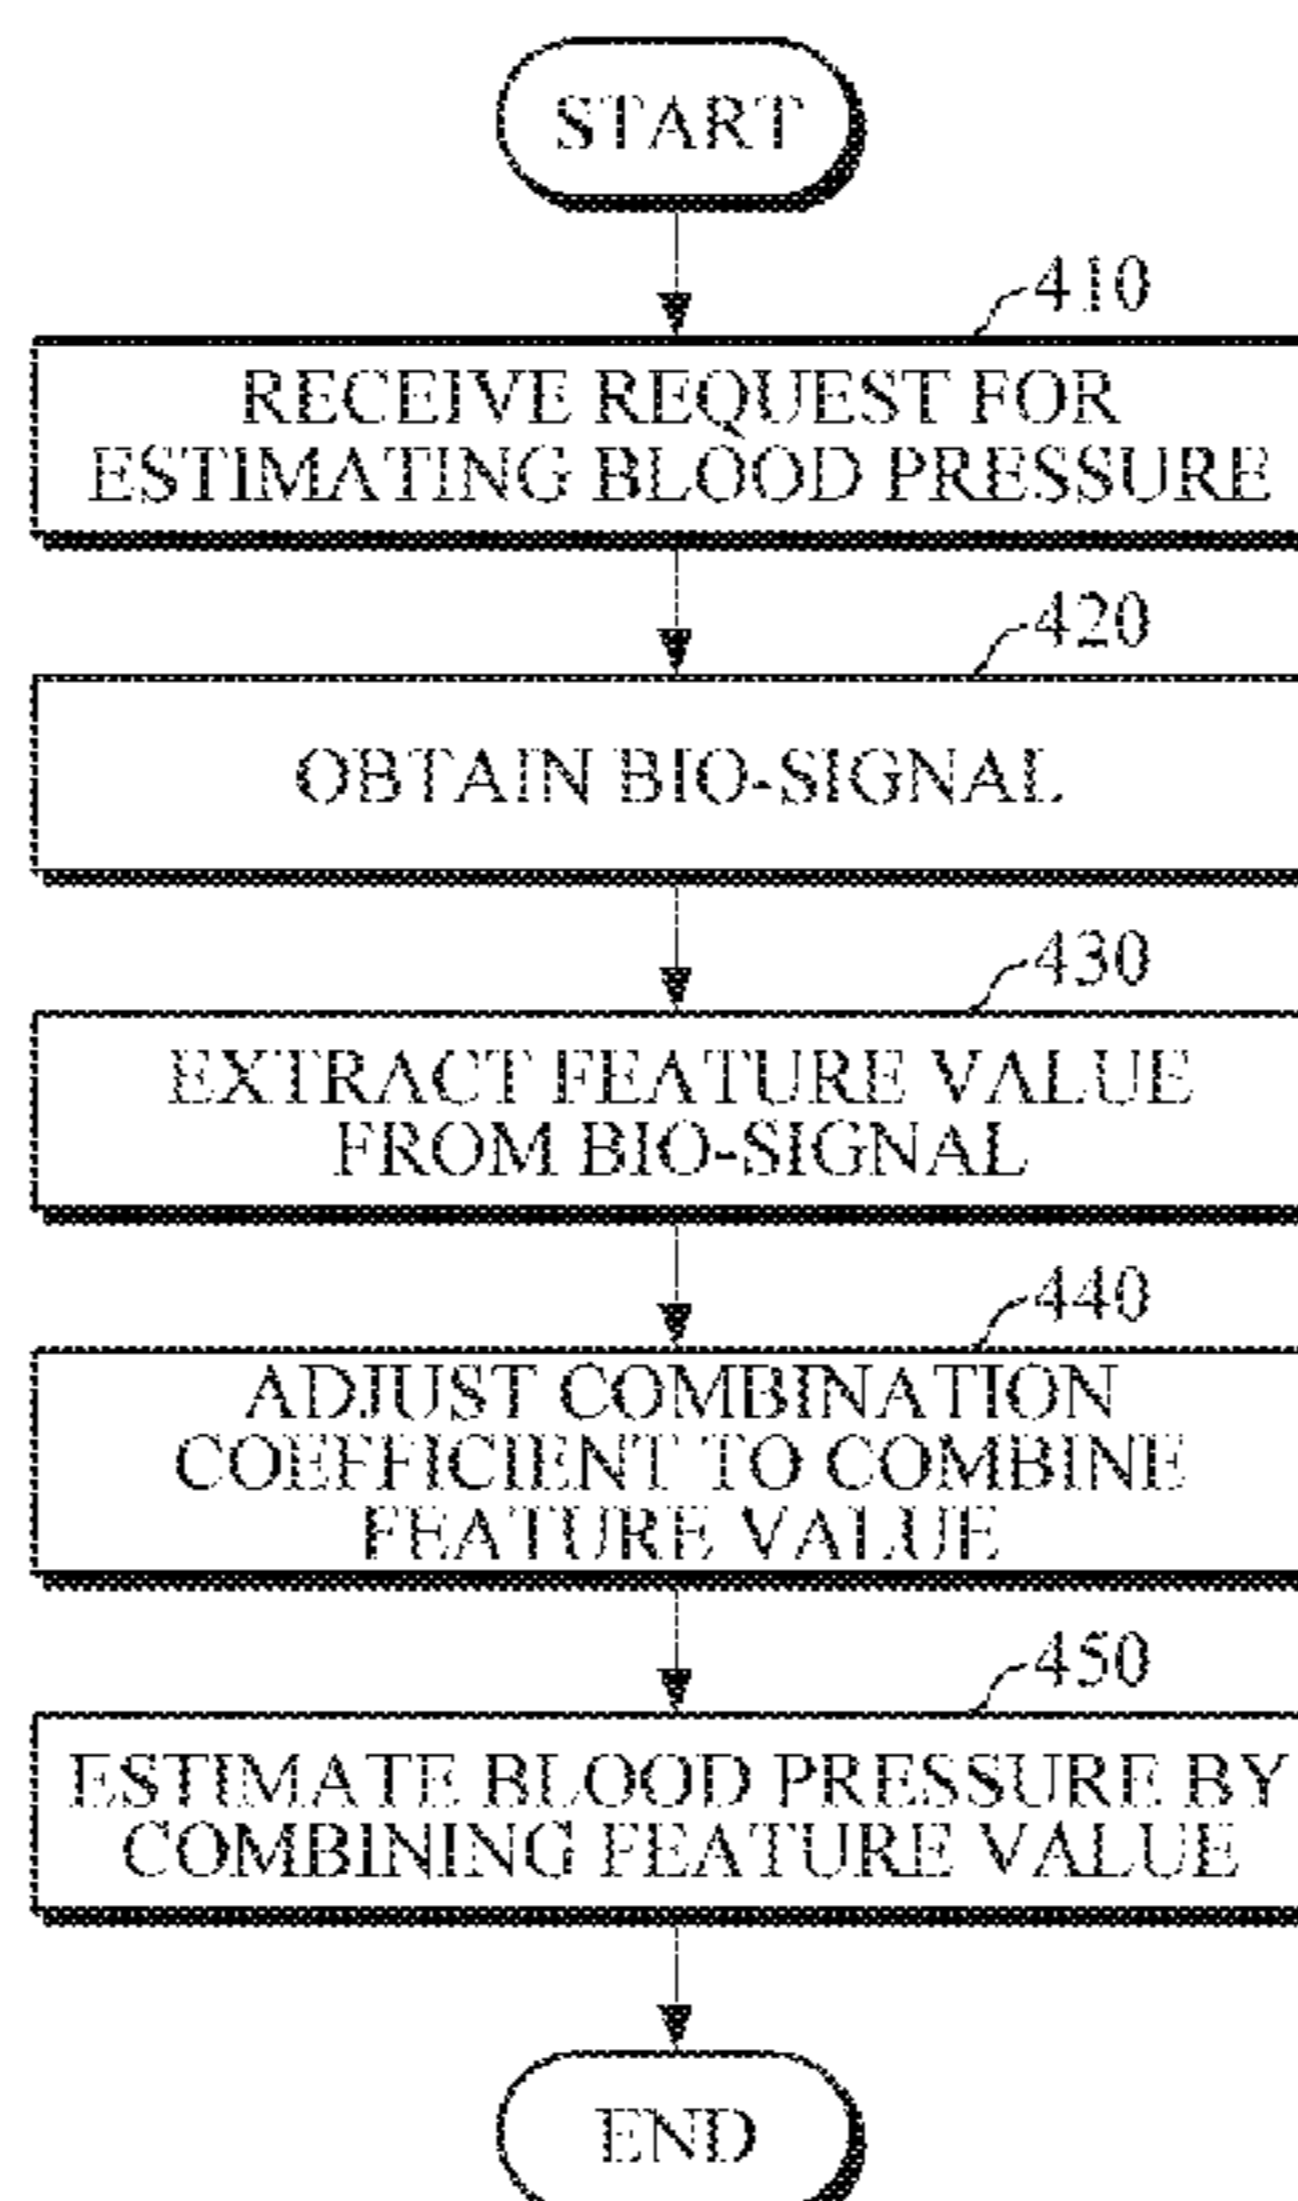 START
410
RECEIVE REQUEST FOR
ESTIMATING BLOOD PRESSURE
420
OBTAIN BIO-SIGNAL
430
EXTRACT FEATURE VALUE
FROM BIO-SIGNAL
440
ADJUST COMBINATION
COEFFICIENT TO COMBINE
FEATURE VALUE
450
ESTIMATE BLOOD PRESSURE BY
COMBINING FEATURE VALUE
END